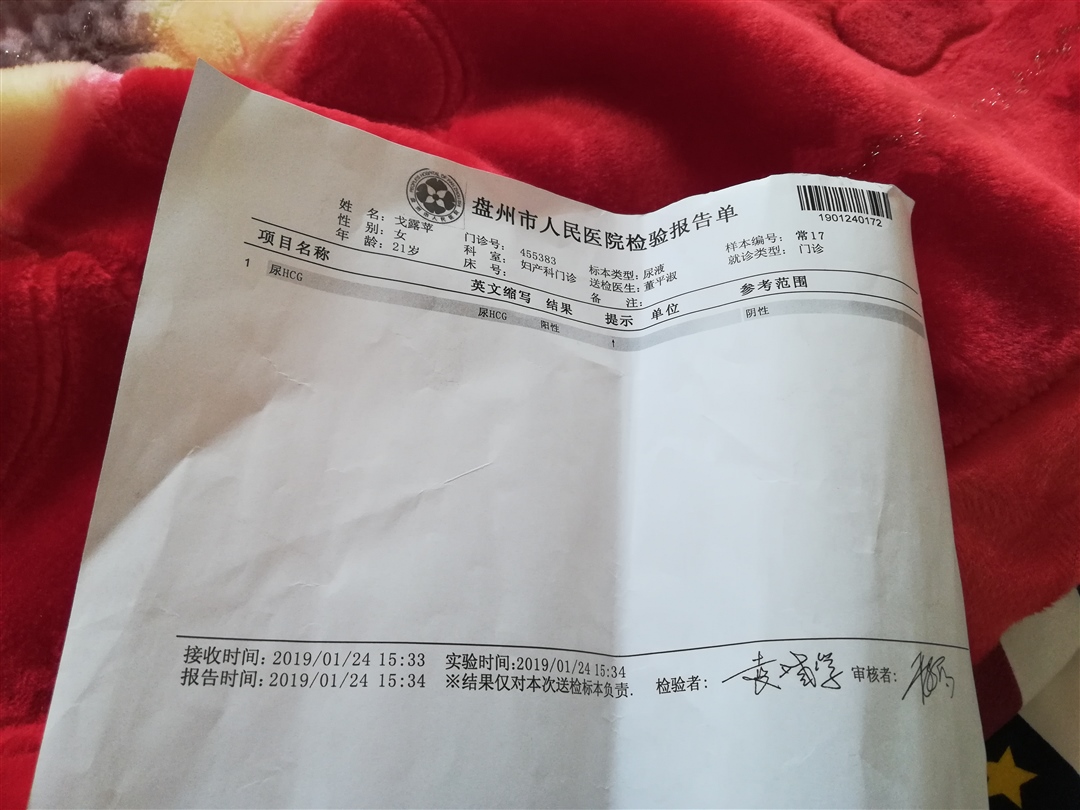 盘州市人民医院检验报告单
1901240172
姓 名: 戈露苹 门诊号: 455383 标本类型: 尿液 样本编号: 常17
性 别: 女 科 室: 妇产科门诊 送检医生: 董平淑 就诊类型: 门诊
年 龄: 21岁 床 号: 备 注:
项目名称 英文缩写 结果 提示 单位 参考范围
1 尿HCG 尿HCG 阳性 ↑ 阴性
接收时间: 2019/01/24 15:33 实验时间:2019/01/24 15:34
报告时间: 2019/01/24 15:34 ※结果仅对本次送检标本负责. 检验者: 审核者: